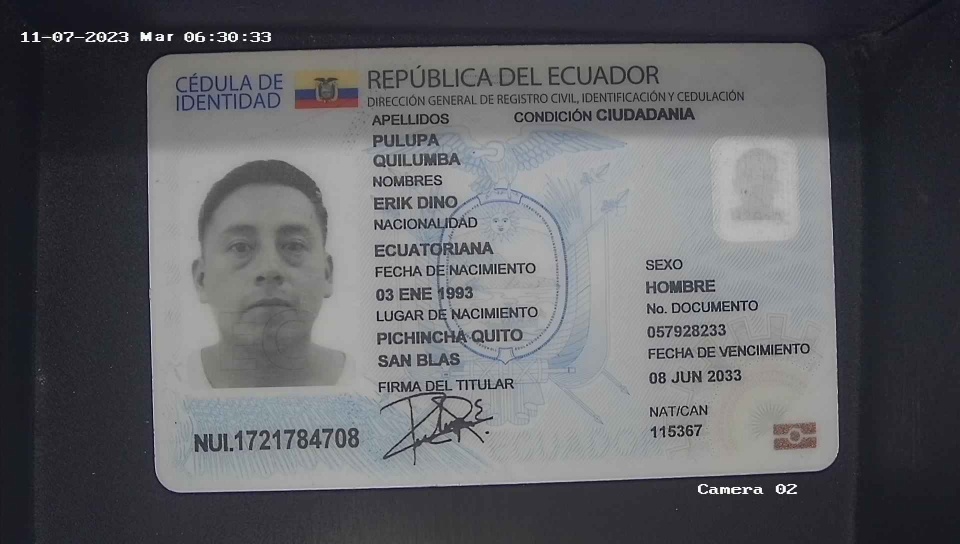 11-07-2023 Mar 06:30:33
CÉDULA DE
IDENTIDAD
REPÚBLICA DEL ECUADOR
DIRECCIÓN GENERAL DE REGISTRO CIVIL, IDENTIFICACIÓN Y CEDULACIÓN
APELLIDOS
CONDICIÓN CIUDADANIA
PULUPA
QUILUMBA
NOMBRES
ERIK DINO
NACIONALIDAD
ECUATORIANA
FECHA DE NACIMIENTO
03 ENE 1993
LUGAR DE NACIMIENTO
PICHINCHA QUITO
SAN BLAS
FIRMA DEL TITULAR
SEXO
HOMBRE
No. DOCUMENTO
057928233
FECHA DE VENCIMIENTO
08 JUN 2033
NAT/CAN
115367
NUI.1721784708
Camera 02